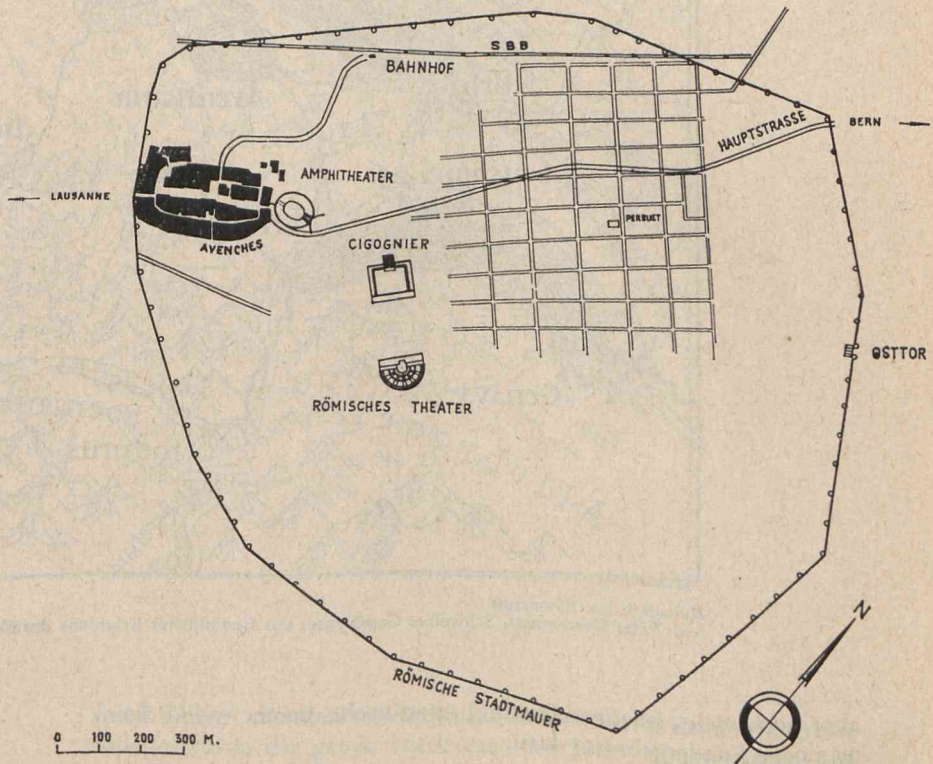 SBB
BAHNHOF
HAUPTSTRASSE
BERN
AMPHITHEATER
LAUSANNE
PERRUET
AVENCHES
CIGOGNIER
OSTTOR
RÖMISCHES THEATER
N
RÖMISCHE STADTMAUER
0 100 200 300 M.